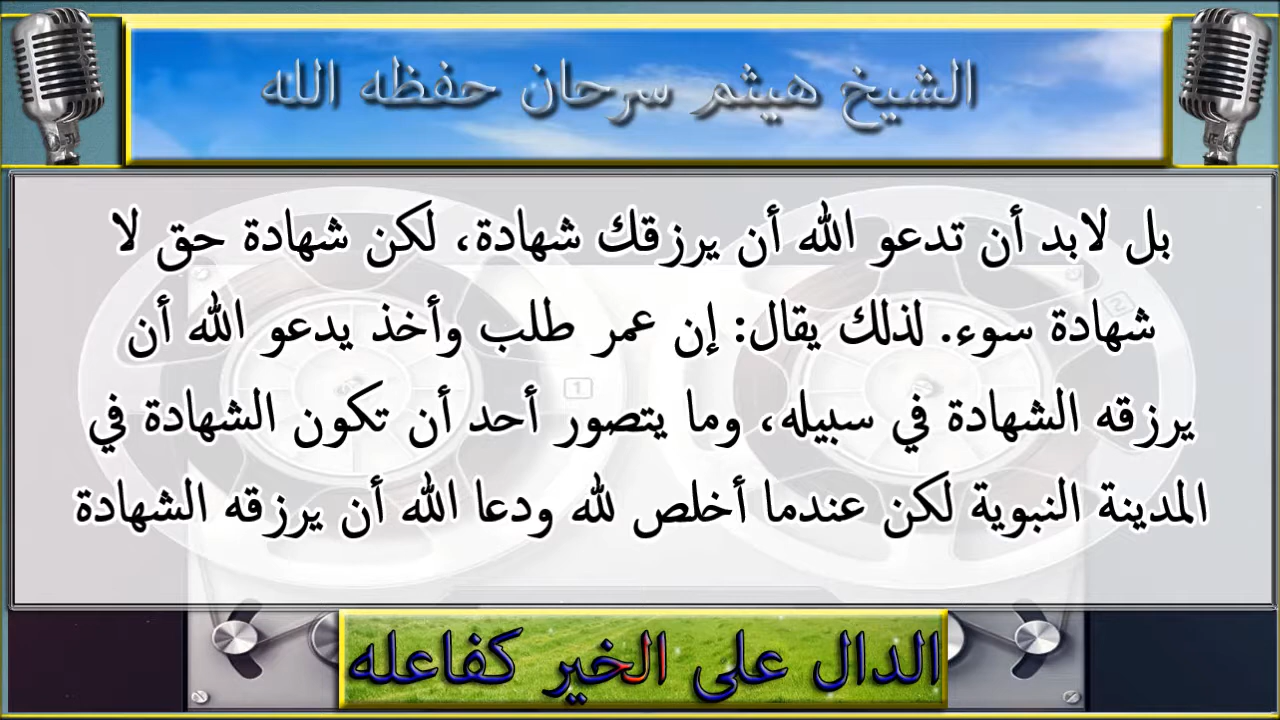 الشيخ هيثم سرحان حفظه الله
بل لابد أن تدعو الله أن يرزقك شهادة، لكن شهادة حق لا
شهادة سوء. لذلك يقال: إن عمر طلب وأخذ يدعو الله أن
يرزقه الشهادة في سبيله، وما يتصور أحد أن تكون الشهادة في
المدينة النبوية لكن عندما أخلص لله ودعا الله أن يرزقه الشهادة
1
2
الدال على الخير كفاعله